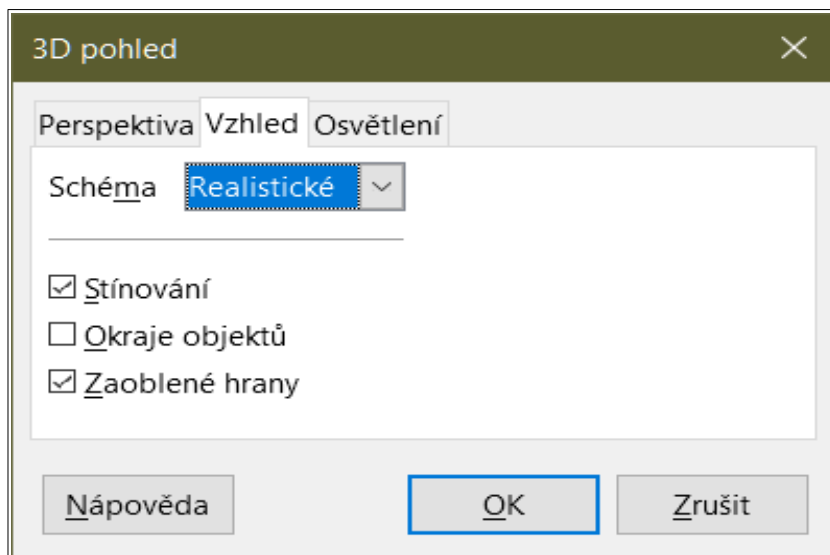 3D pohled
Perspektiva Vzhled Osvětlení
Schéma Realistické
Stínování
Okraje objektů
Zaoblené hrany
Nápověda OK Zrušit